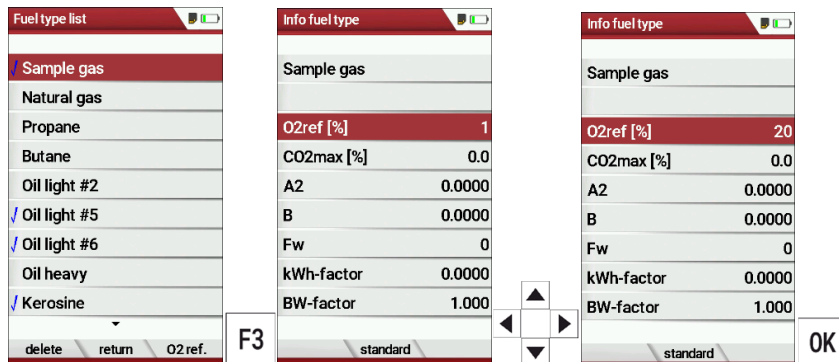 Fuel type list
Sample gas
Natural gas
Propane
Butane
Oil light #2
Oil light #5
Oil light #6
Oil heavy
Kerosine
delete return O2 ref.
F3
Info fuel type
Sample gas
O2ref [%] 1
CO2max [%] 0.0
A2 0.0000
B 0.0000
Fw 0
kWh-factor 0.0000
BW-factor 1.000
standard
Info fuel type
Sample gas
O2ref [%] 20
CO2max [%] 0.0
A2 0.0000
B 0.0000
Fw 0
kWh-factor 0.0000
BW-factor 1.000
standard
OK